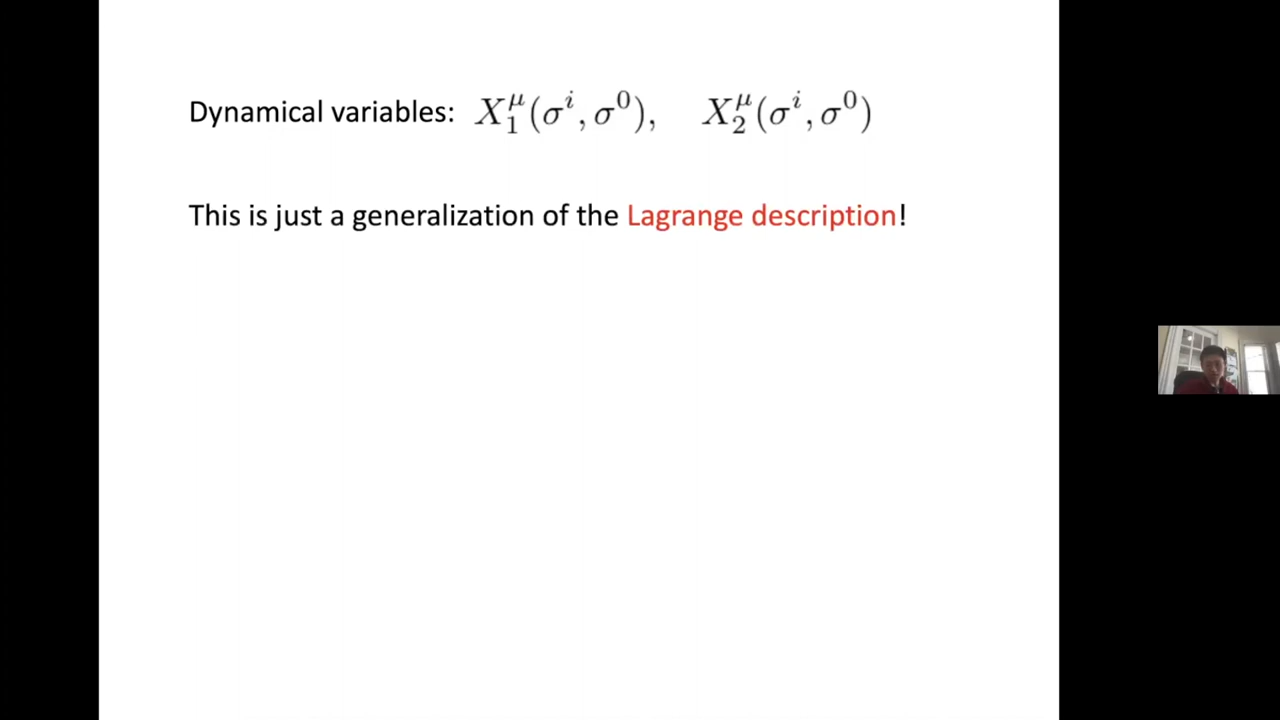 Dynamical variables: $X_1^\mu(\sigma^i, \sigma^0), \quad X_2^\mu(\sigma^i, \sigma^0)$
This is just a generalization of the Lagrange description!